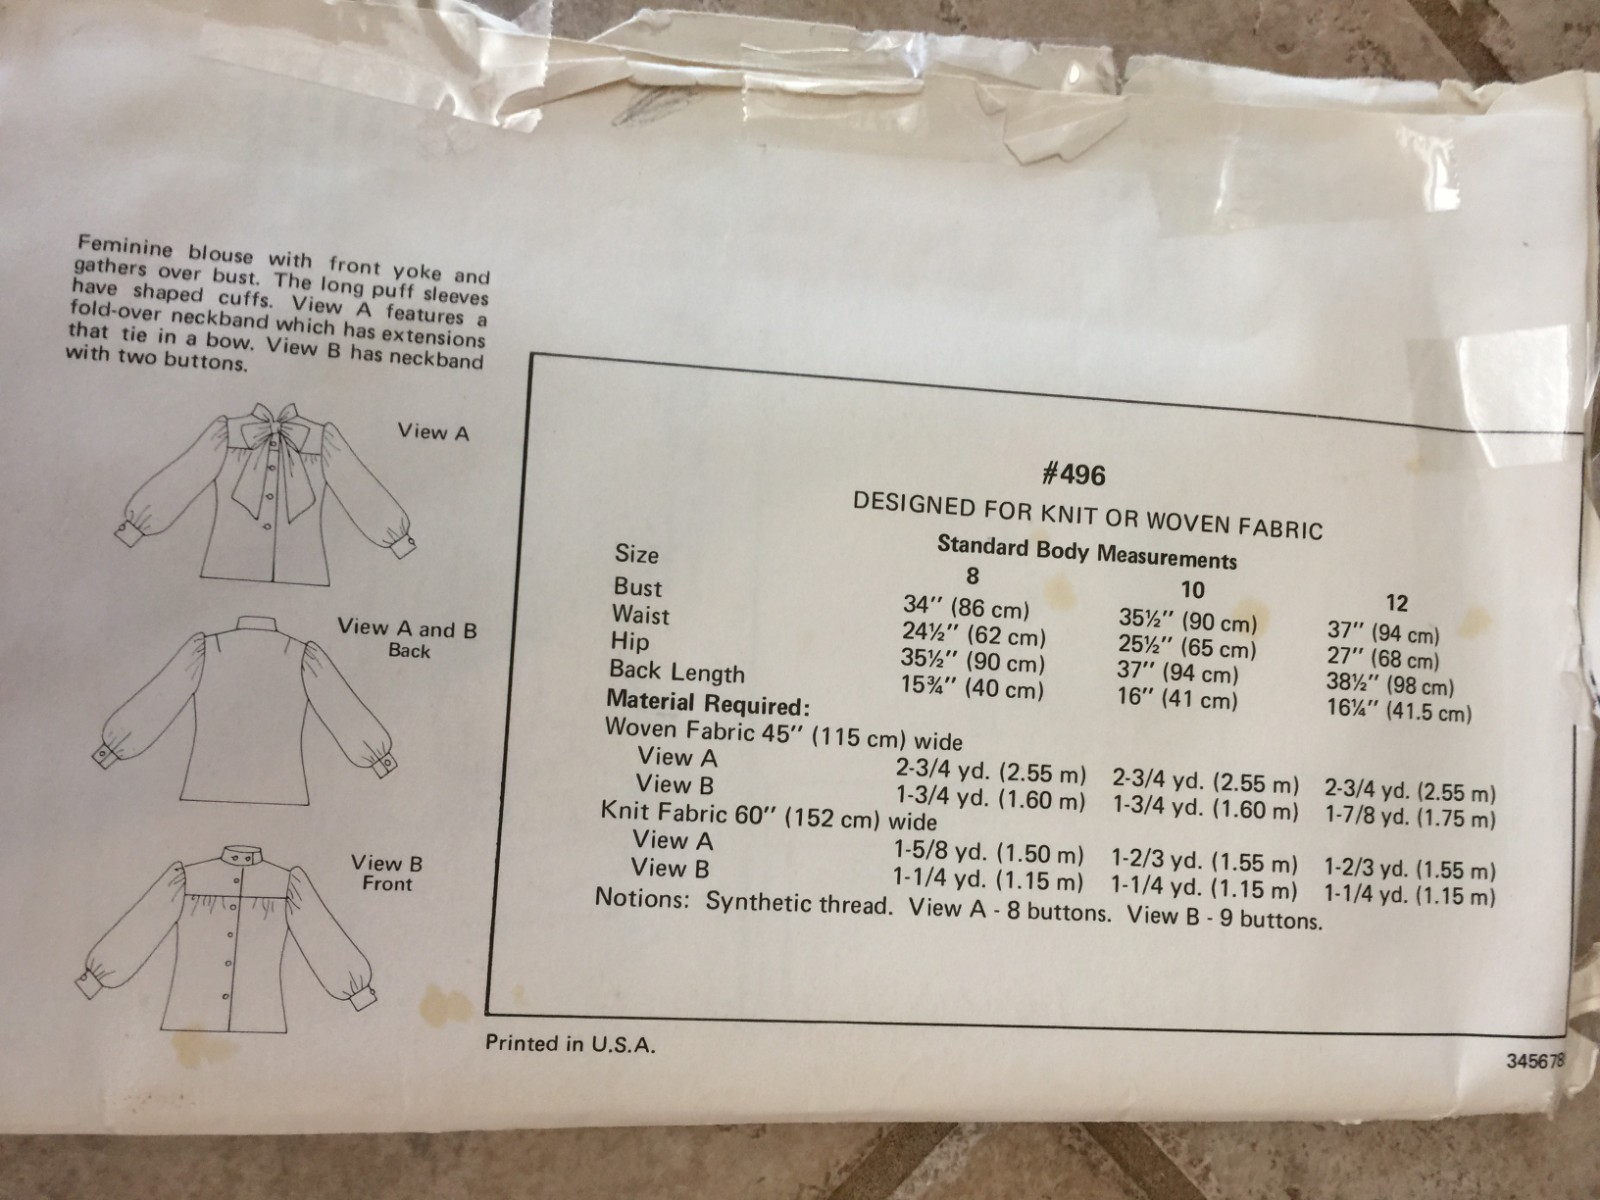 Feminine blouse with front yoke and
gathers over bust. The long puff sleeves
have shaped cuffs. View A features a
fold-over neckband which has extensions
that tie in a bow. View B has neckband
with two buttons.
View A
View A and B
Back
View B
Front
#496
DESIGNED FOR KNIT OR WOVEN FABRIC
Standard Body Measurements
Size 8 10 12
Bust 34" (86 cm) 35½" (90 cm) 37" (94 cm)
Waist 24½" (62 cm) 25½" (65 cm) 27" (68 cm)
Hip 35½" (90 cm) 37" (94 cm) 38½" (98 cm)
Back Length 15¾" (40 cm) 16" (41 cm) 16¼" (41.5 cm)
Material Required:
Woven Fabric 45" (115 cm) wide
View A 2-3/4 yd. (2.55 m) 2-3/4 yd. (2.55 m) 2-3/4 yd. (2.55 m)
View B 1-3/4 yd. (1.60 m) 1-3/4 yd. (1.60 m) 1-7/8 yd. (1.75 m)
Knit Fabric 60" (152 cm) wide
View A 1-5/8 yd. (1.50 m) 1-2/3 yd. (1.55 m) 1-2/3 yd. (1.55 m)
View B 1-1/4 yd. (1.15 m) 1-1/4 yd. (1.15 m) 1-1/4 yd. (1.15 m)
Notions: Synthetic thread. View A - 8 buttons. View B - 9 buttons.
Printed in U.S.A.
345678